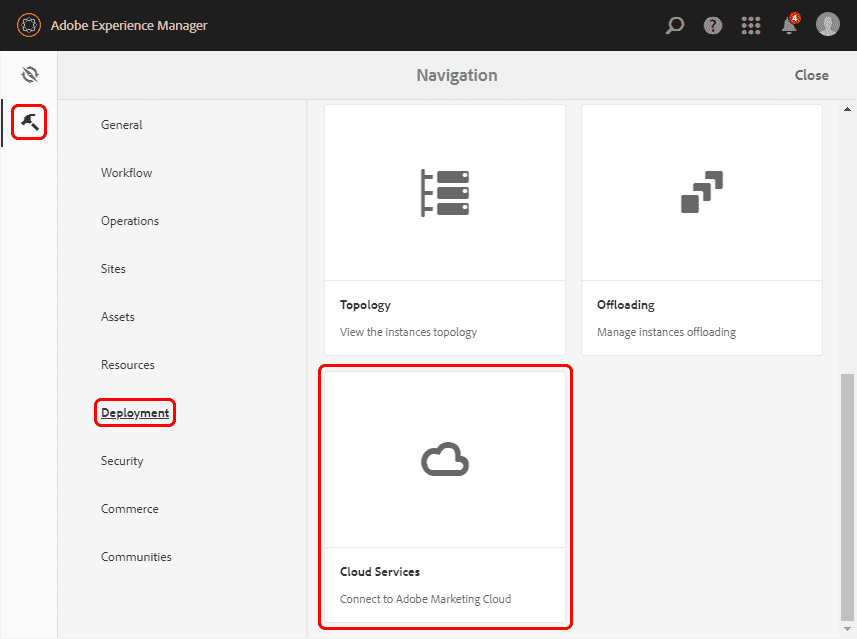 Adobe Experience Manager
4
Navigation
Close
General
Workflow
Operations
Sites
Assets
Resources
Deployment
Security
Commerce
Communities
Topology
View the instances topology
Offloading
Manage instances offloading
Cloud Services
Connect to Adobe Marketing Cloud